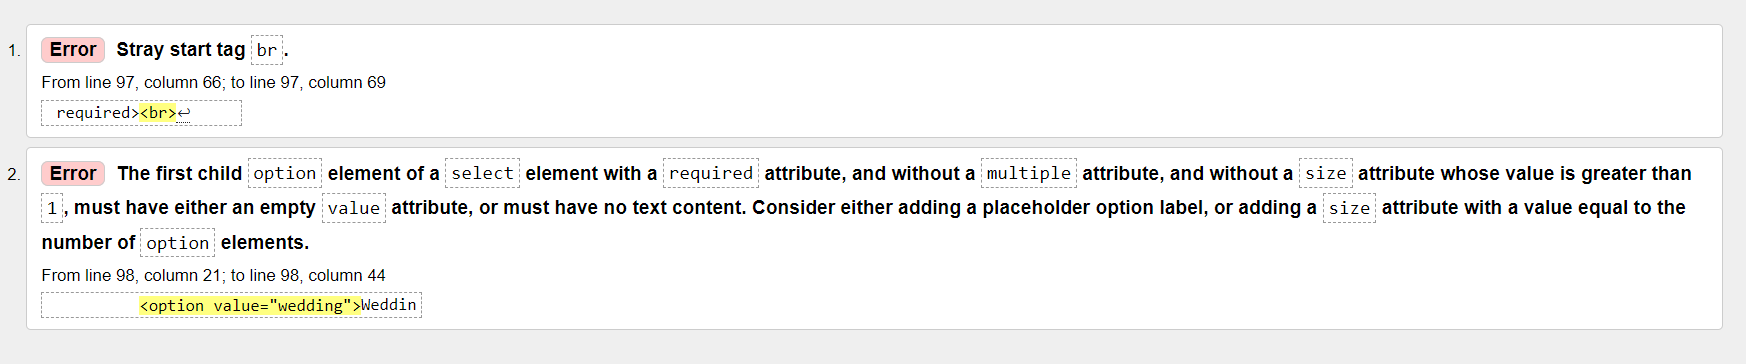 1. Error Stray start tag br.
From line 97, column 66; to line 97, column 69
required><br>↩
2. Error The first child option element of a select element with a required attribute, and without a multiple attribute, and without a size attribute whose value is greater than
1, must have either an empty value attribute, or must have no text content. Consider either adding a placeholder option label, or adding a size attribute with a value equal to the
number of option elements.
From line 98, column 21; to line 98, column 44
<option value="wedding">Weddin